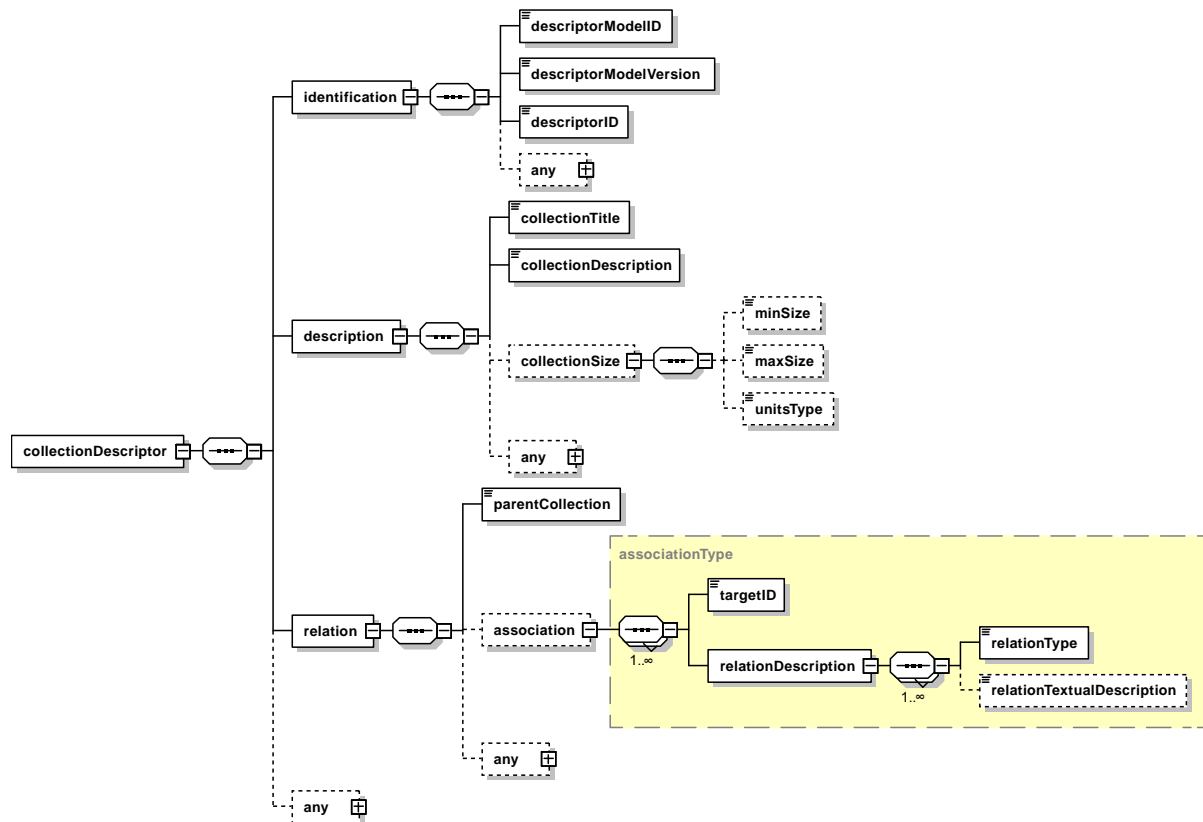 descriptorModelID
descriptorModelVersion
identification
descriptorID
any
collectionTitle
collectionDescription
minSize
description
collectionSize
maxSize
unitsType
any
collectionDescriptor
parentCollection
associationType
targetID
relation
association
1..∞
relationDescription
1..∞
relationType
relationTextualDescription
any
any